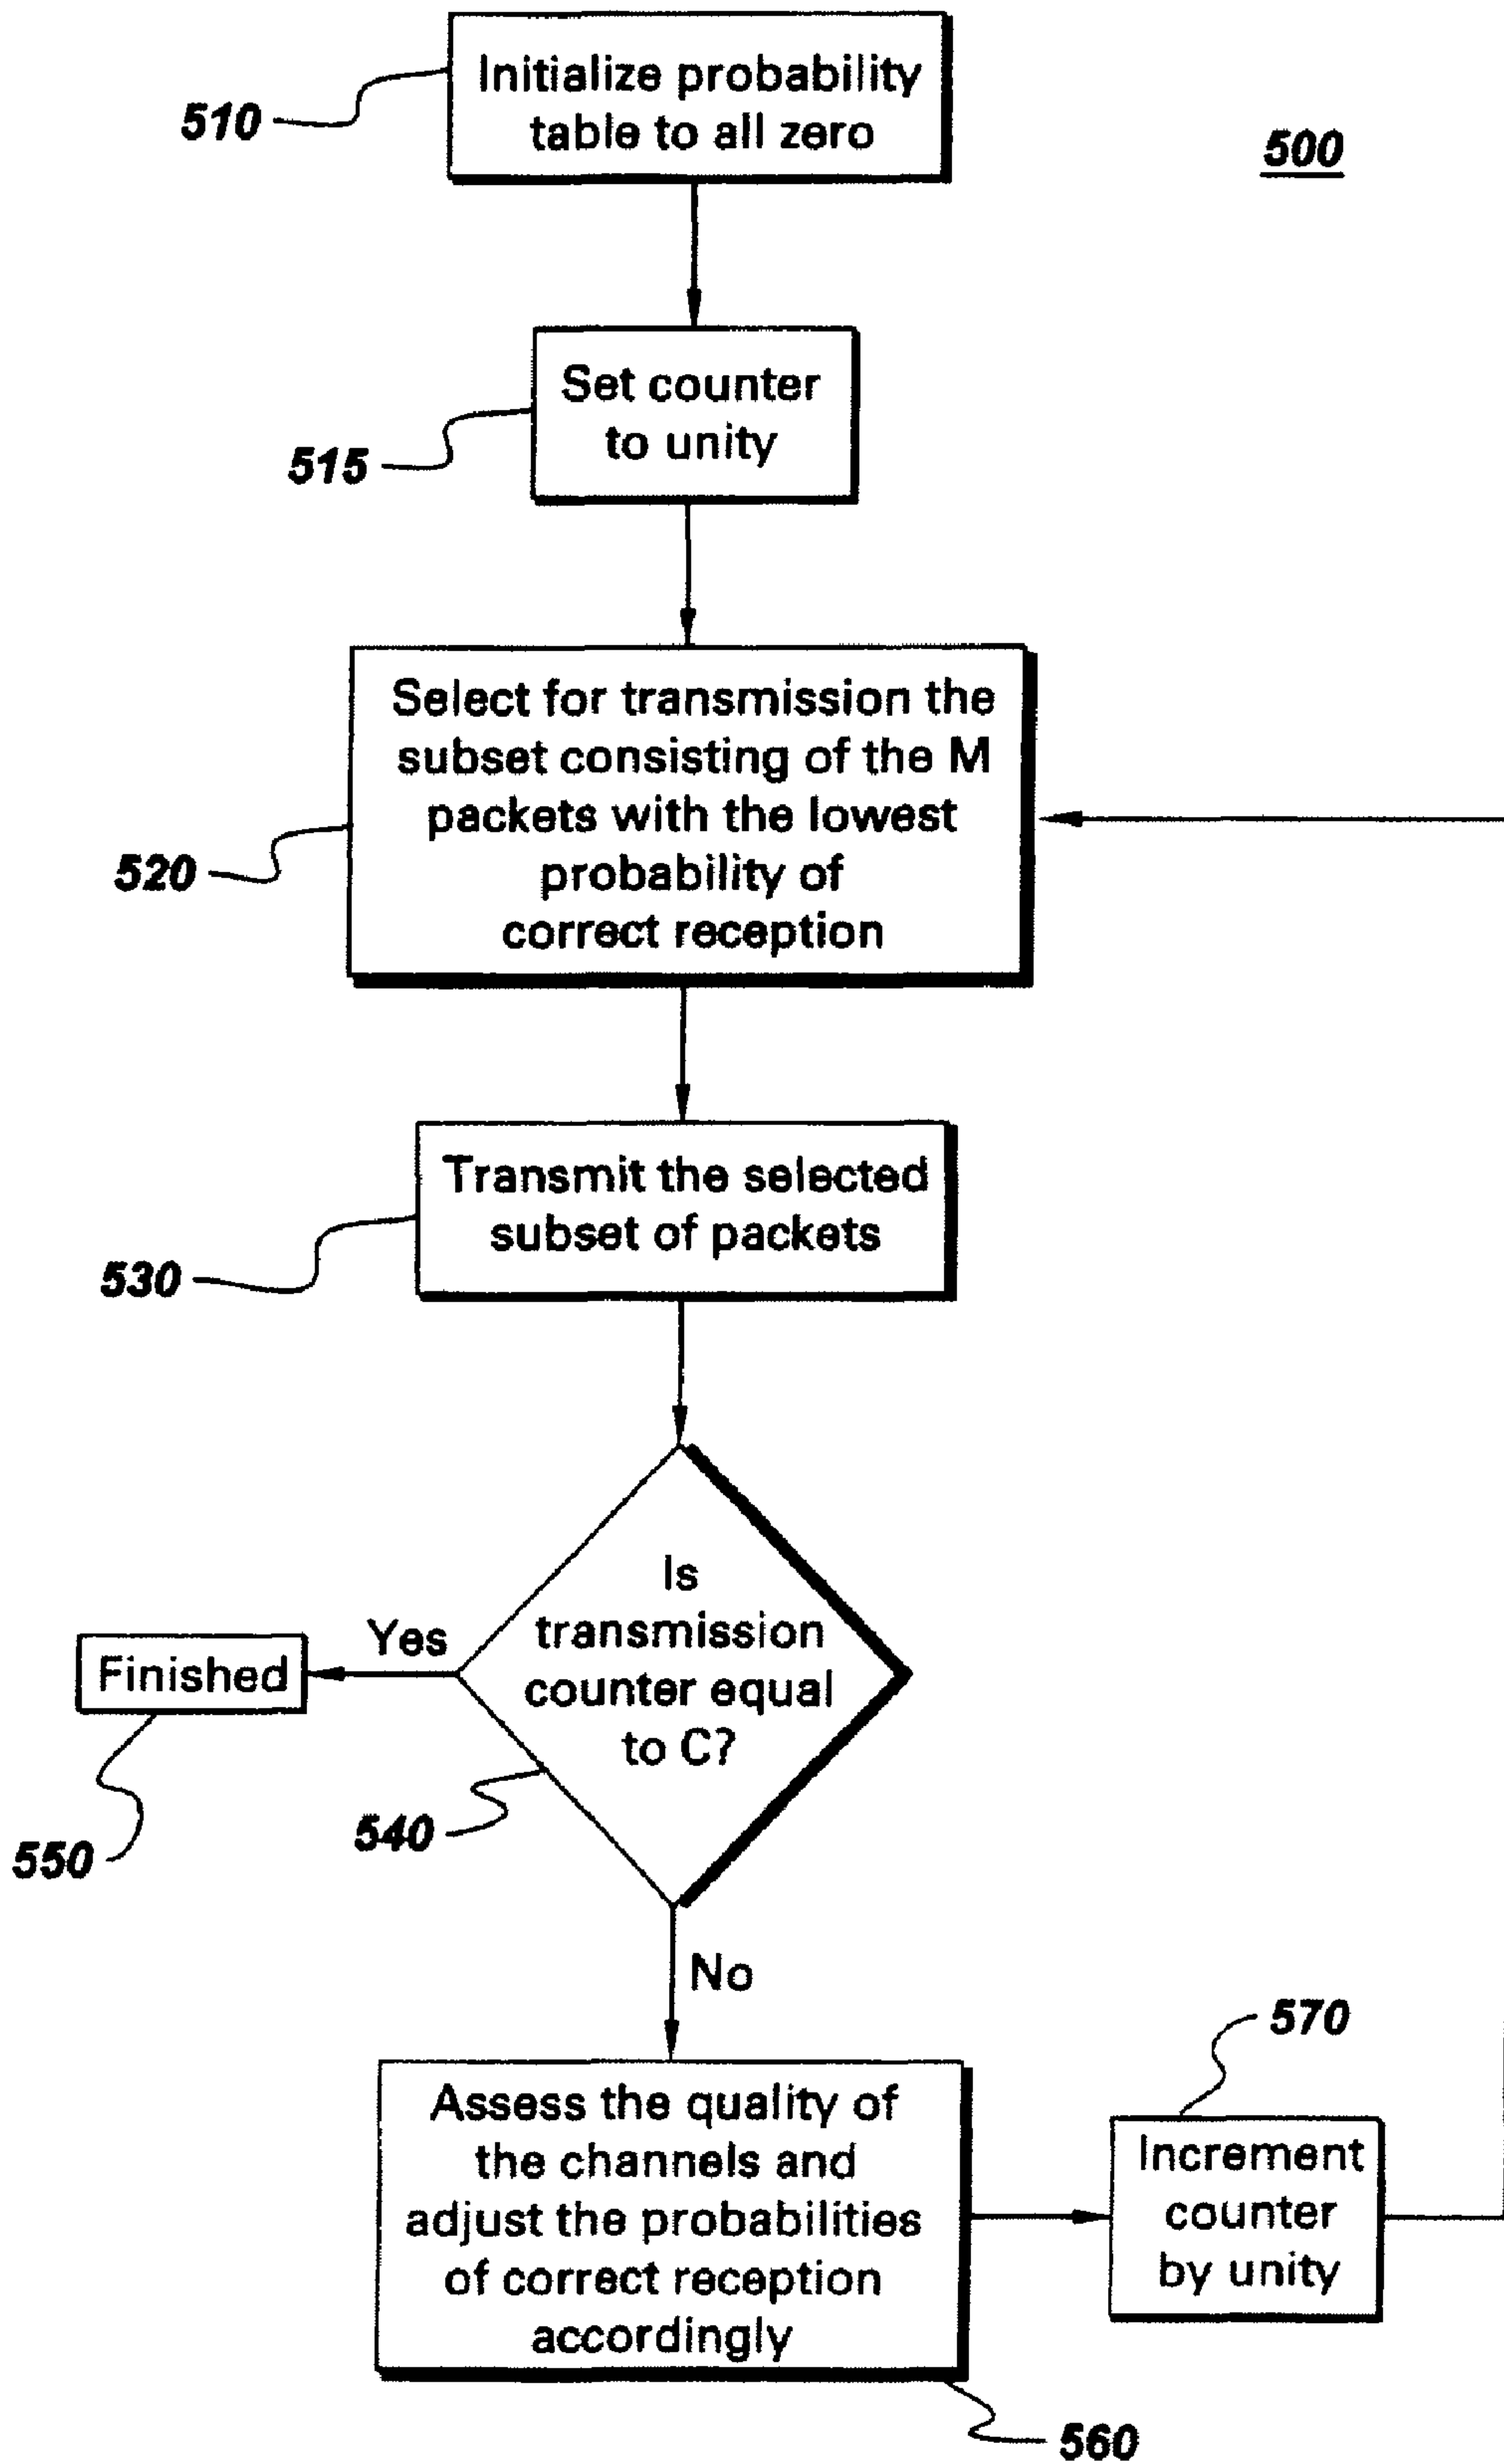 Initialize probability
table to all zero
510
500
Set counter
to unity
515
Select for transmission the
subset consisting of the M
packets with the lowest
probability of
correct reception
520
Transmit the selected
subset of packets
530
Is
transmission
counter equal
to C?
Yes
Finished
540
550
No
570
Assess the quality of
the channels and
adjust the probabilities
of correct reception
accordingly
Increment
counter
by unity
560